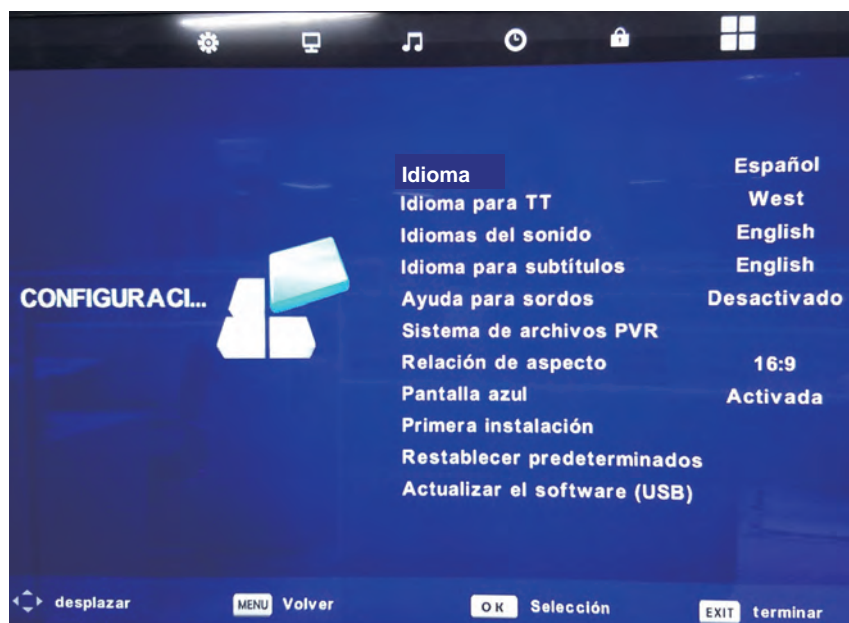 Idioma Español
Idioma para TT West
Idiomas del sonido English
Idioma para subtítulos English
CONFIGURACI...
Ayuda para sordos Desactivado
Sistema de archivos PVR
Relación de aspecto 16:9
Pantalla azul Activada
Primera instalación
Restablecer predeterminados
Actualizar el software (USB)
desplazar MENU Volver OK Selección EXIT terminar